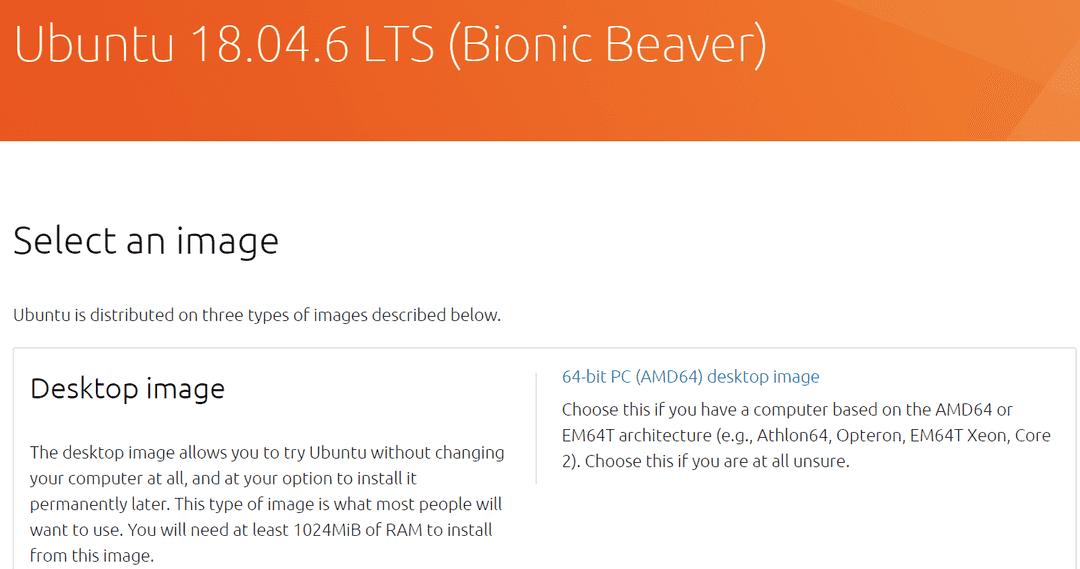 Ubuntu 18.04.6 LTS (Bionic Beaver)
Select an image
Ubuntu is distributed on three types of images described below.
Desktop image
The desktop image allows you to try Ubuntu without changing
your computer at all, and at your option to install it
permanently later. This type of image is what most people will
want to use. You will need at least 1024MiB of RAM to install
from this image.
64-bit PC (AMD64) desktop image
Choose this if you have a computer based on the AMD64 or
EM64T architecture (e.g., Athlon64, Opteron, EM64T Xeon, Core
2). Choose this if you are at all unsure.